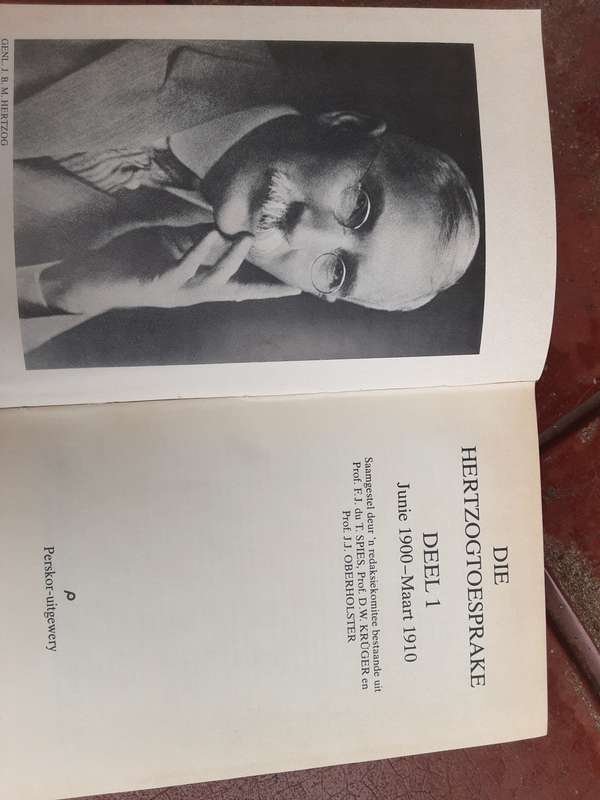 GENL. J. B. M. HERTZOG
DIE
HERTZOGTOESPRAKE
DEEL 1
Junie 1900–Maart 1910
Saamgestel deur 'n redaksiekomitee bestaande uit
Prof. F.J. du T. SPIES, Prof. D.W. KRÜGER en
Prof. J.J. OBERHOLSTER
Perskor-uitgewery